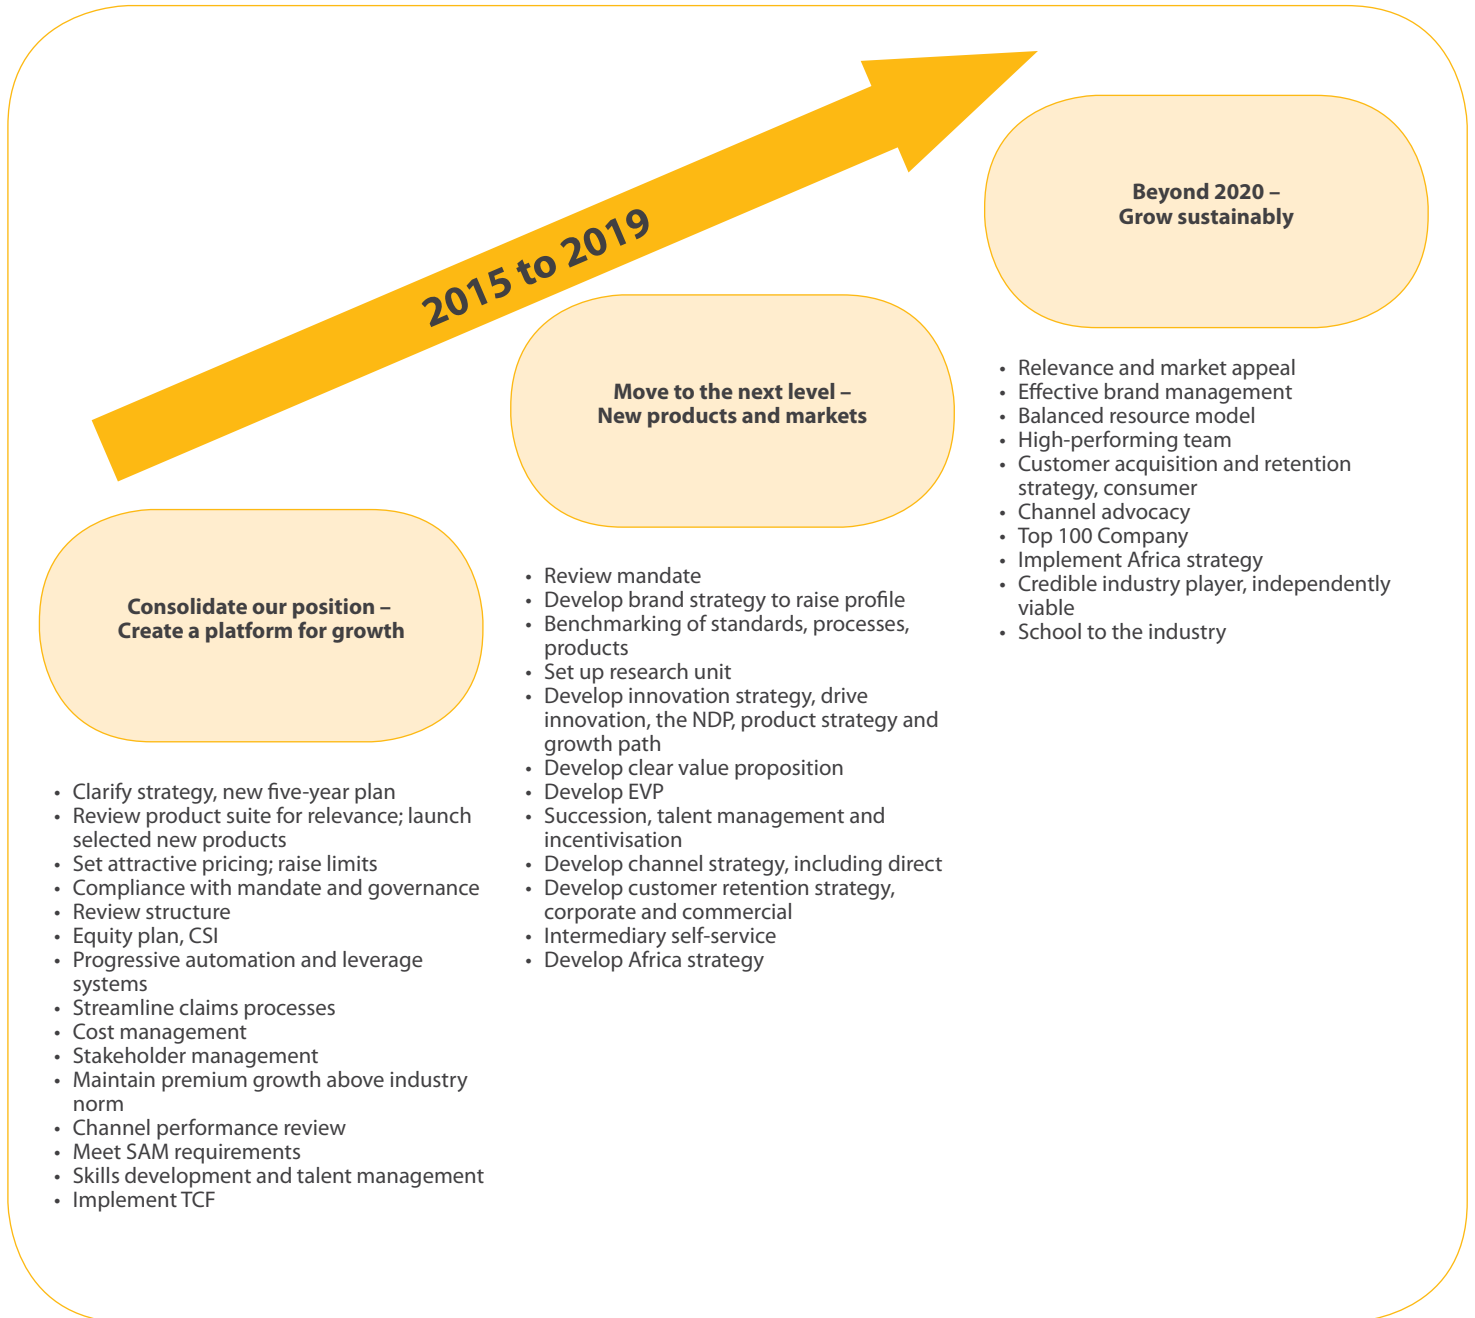 2015 to 2019
Consolidate our position –
Create a platform for growth
• Clarify strategy, new five-year plan
• Review product suite for relevance; launch
selected new products
• Set attractive pricing; raise limits
• Compliance with mandate and governance
• Review structure
• Equity plan, CSI
• Progressive automation and leverage
systems
• Streamline claims processes
• Cost management
• Stakeholder management
• Maintain premium growth above industry
norm
• Channel performance review
• Meet SAM requirements
• Skills development and talent management
• Implement TCF
Move to the next level –
New products and markets
• Review mandate
• Develop brand strategy to raise profile
• Benchmarking of standards, processes,
products
• Set up research unit
• Develop innovation strategy, drive
innovation, the NDP, product strategy and
growth path
• Develop clear value proposition
• Develop EVP
• Succession, talent management and
incentivisation
• Develop channel strategy, including direct
• Develop customer retention strategy,
corporate and commercial
• Intermediary self-service
• Develop Africa strategy
Beyond 2020 –
Grow sustainably
• Relevance and market appeal
• Effective brand management
• Balanced resource model
• High-performing team
• Customer acquisition and retention
strategy, consumer
• Channel advocacy
• Top 100 Company
• Implement Africa strategy
• Credible industry player, independently
viable
• School to the industry